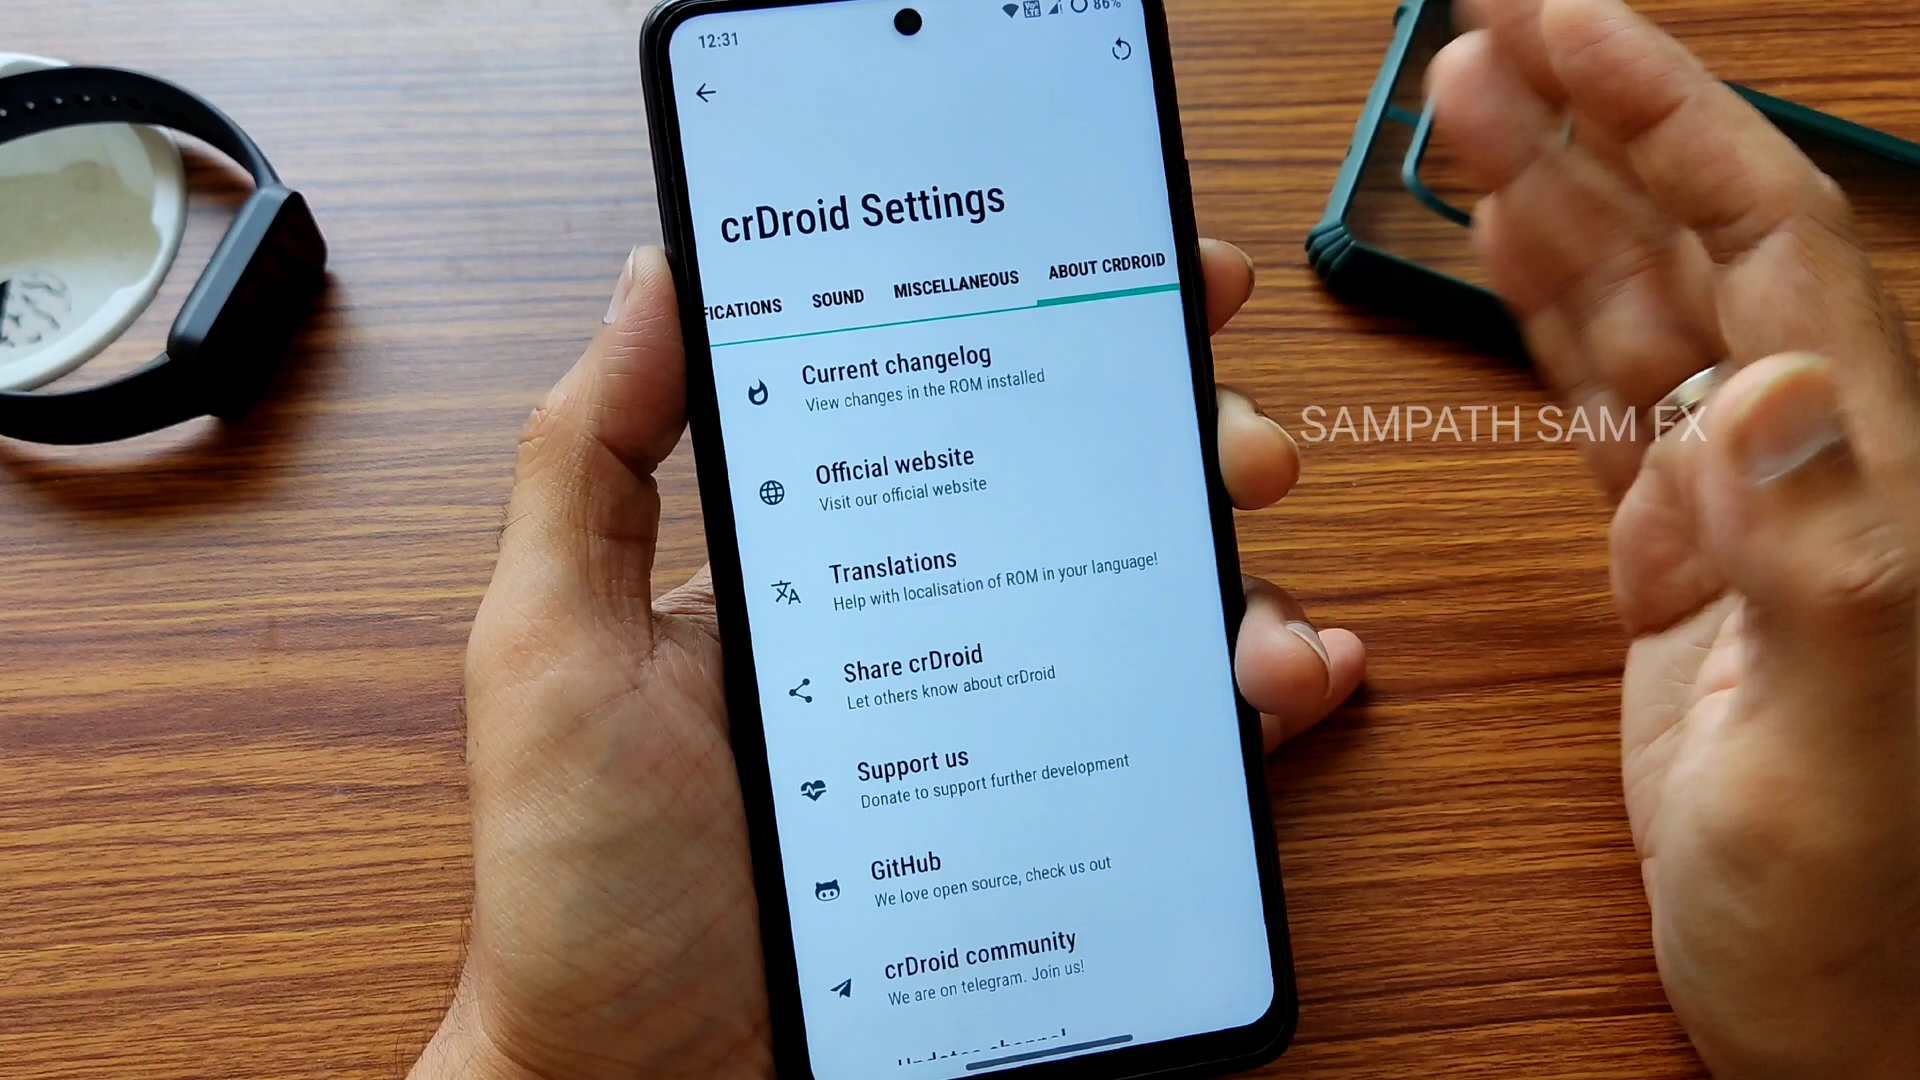 12:31
86%
crDroid Settings
FICATIONS SOUND MISCELLANEOUS ABOUT CRDROID
Current changelog
View changes in the ROM installed
Official website
Visit our official website
Translations
Help with localisation of ROM in your language!
Share crDroid
Let others know about crDroid
Support us
Donate to support further development
GitHub
We love open source, check us out
crDroid community
We are on telegram. Join us!
SAMPATH SAM FX